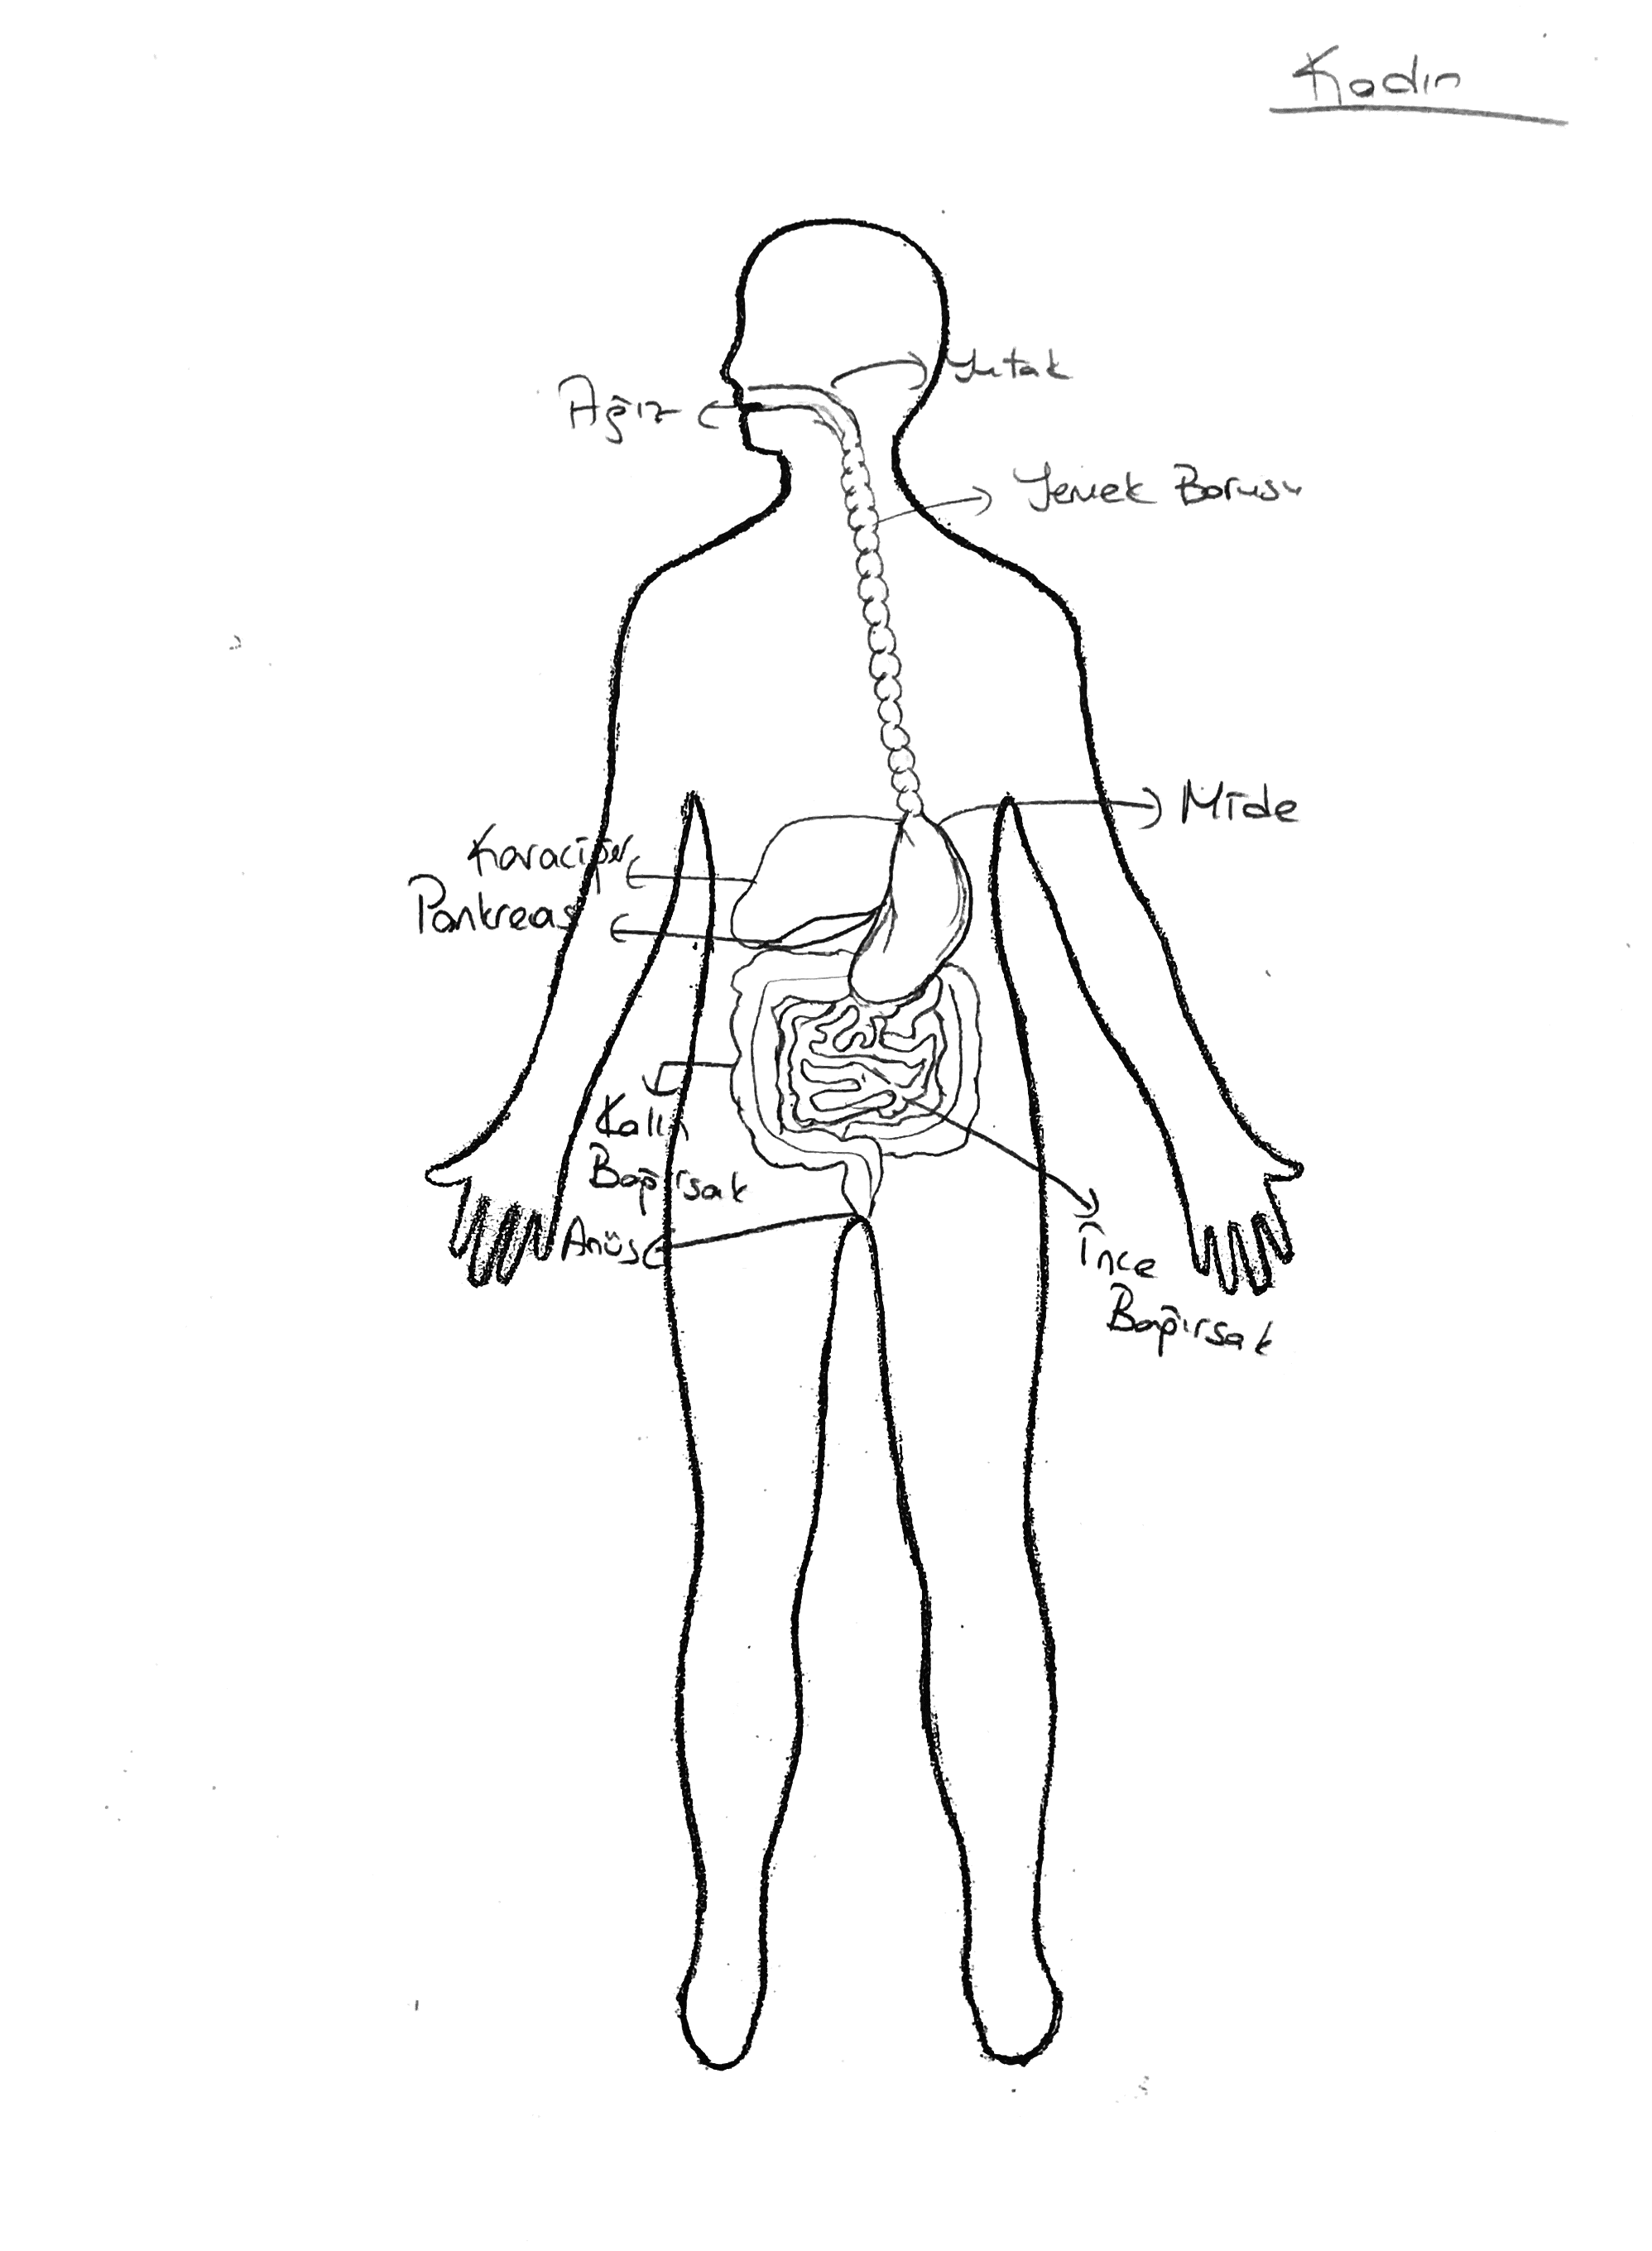 Kadın
Yutak
Ağız
Yemek Borusu
Mide
Karaciğer
Pankreas
Kalın
Bağırsak
Anüs
İnce
Bağırsak